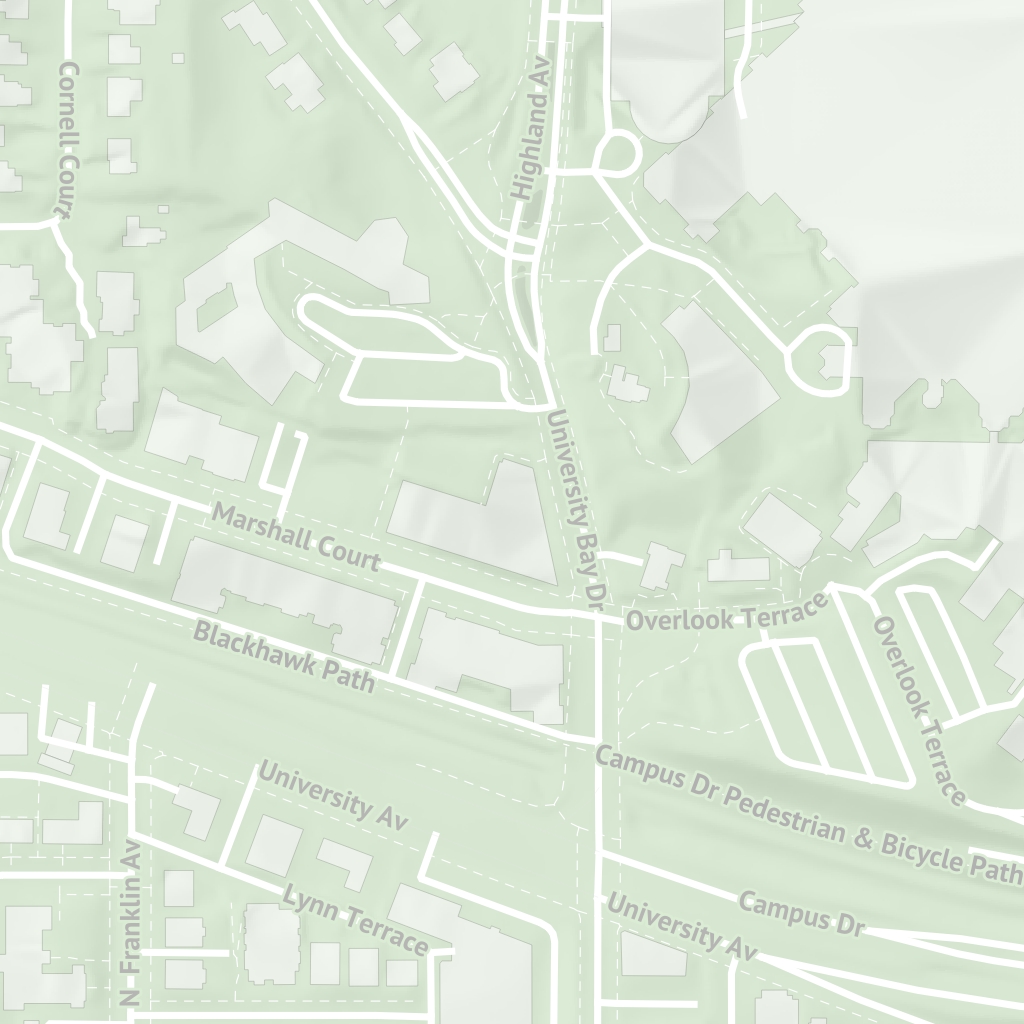 Cornell Court
Highland Av
University Bay Dr
Marshall Court
Overlook Terrace
Blackhawk Path
Overlook Terrace
Campus Dr Pedestrian & Bicycle Path
University Av
N Franklin Av
Lynn Terrace
Campus Dr
University Av